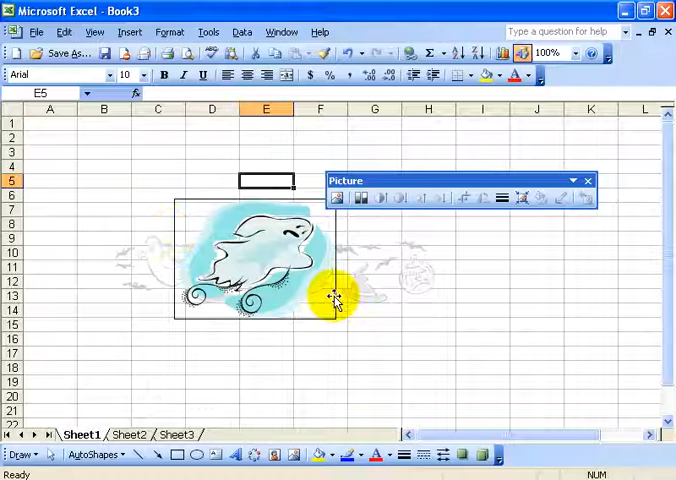 Microsoft Excel - Book3
File Edit View Insert Format Tools Data Window Help
Type a question for help
Save As... 100%
Arial 10 B I U $ % ,
E5 fx
A B C D E F G H I J K L
1
2
3
4
5
Picture
6
7
8
9
10
11
12
13
14
15
16
17
18
19
20
21
22
Sheet1 Sheet2 Sheet3
Draw AutoShapes
Ready NUM